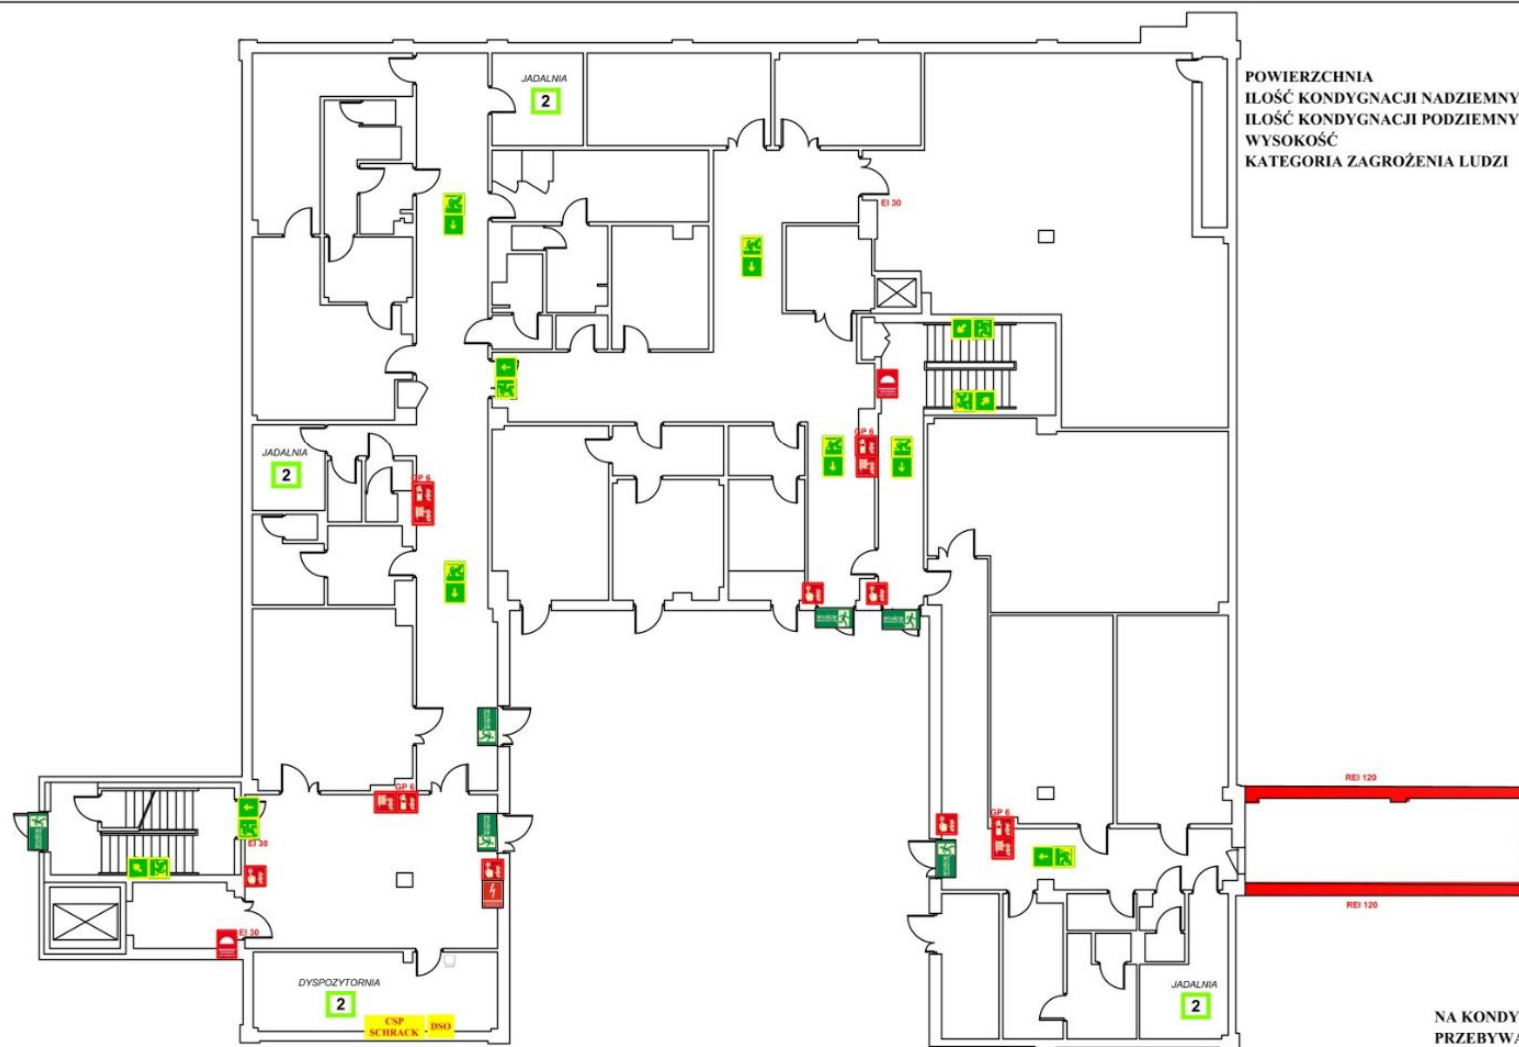 JADALNIA
2
POWIERZCHNIA
ILOŚĆ KONDYGNACJI NADZIEMNY
ILOŚĆ KONDYGNACJI PODZIEMNY
WYSOKOŚĆ
KATEGORIA ZAGROŻENIA LUDZI
EI 30
GP 6
JADALNIA
2
GP 6
REI 120
GP 6
GP 6
EI 30
REI 120
EI 30
DYSPOZYTORNIA
2
JADALNIA
2
CSP
SCHRACK
DSO
NA KONDY
PRZEBYWA